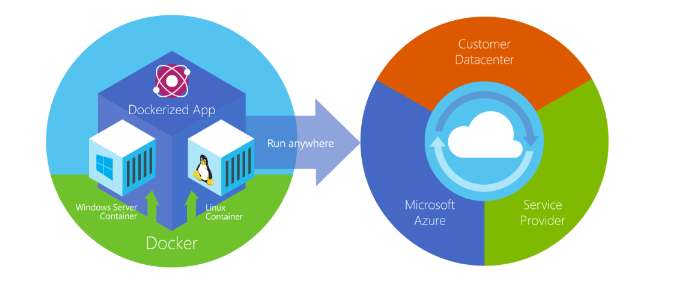 Dockerized App
Windows Server
Container
Linux
Container
Docker
Run anywhere
Customer
Datacenter
Microsoft
Azure
Service
Provider